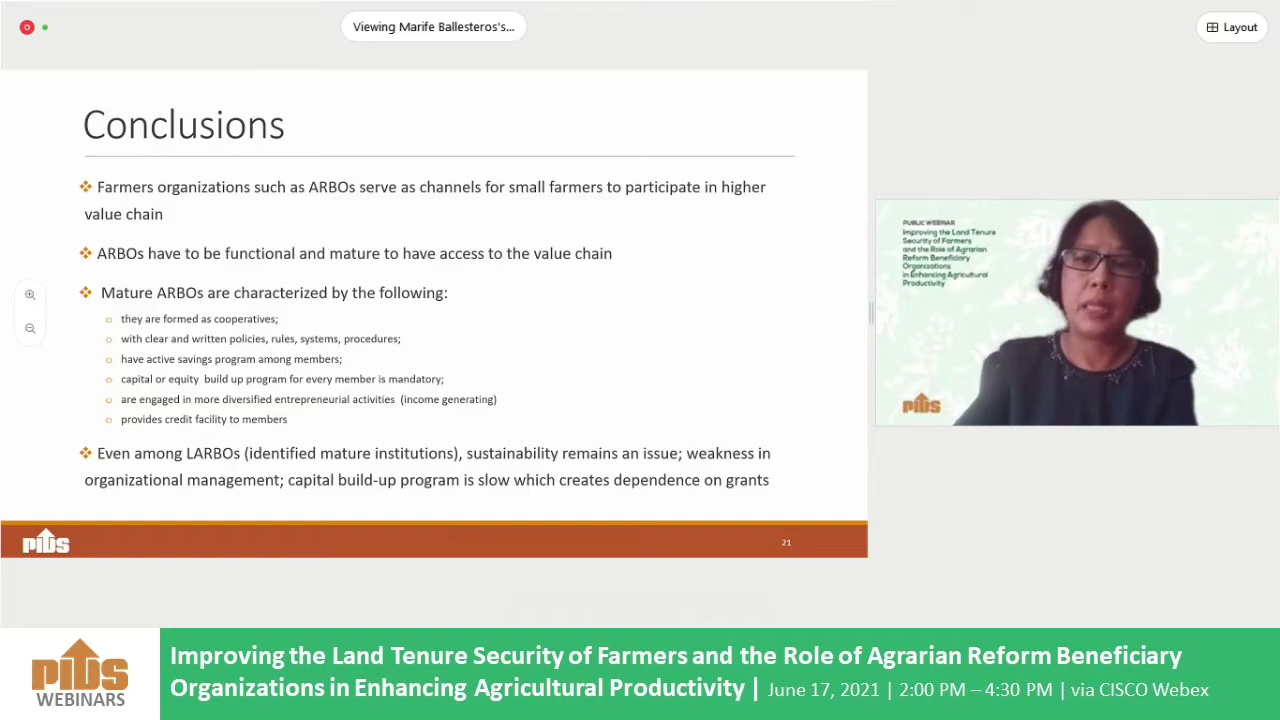 Viewing Marife Ballesteros's...
Layout
Conclusions
Farmers organizations such as ARBOs serve as channels for small farmers to participate in higher
value chain
ARBOs have to be functional and mature to have access to the value chain
Mature ARBOs are characterized by the following:
they are formed as cooperatives;
with clear and written policies, rules, systems, procedures;
have active savings program among members;
capital or equity build up program for every member is mandatory;
are engaged in more diversified entrepreneurial activities (income generating)
provides credit facility to members
Even among LARBOs (identified mature institutions), sustainability remains an issue; weakness in
organizational management; capital build-up program is slow which creates dependence on grants
PIDS
21
PUBLIC WEBINAR
Improving the Land Tenure
Security of Farmers
and the Role of Agrarian
Reform Beneficiary
Organizations
in Enhancing Agricultural
Productivity
PIDS
PIDS
WEBINARS
Improving the Land Tenure Security of Farmers and the Role of Agrarian Reform Beneficiary
Organizations in Enhancing Agricultural Productivity | June 17, 2021 | 2:00 PM – 4:30 PM | via CISCO Webex